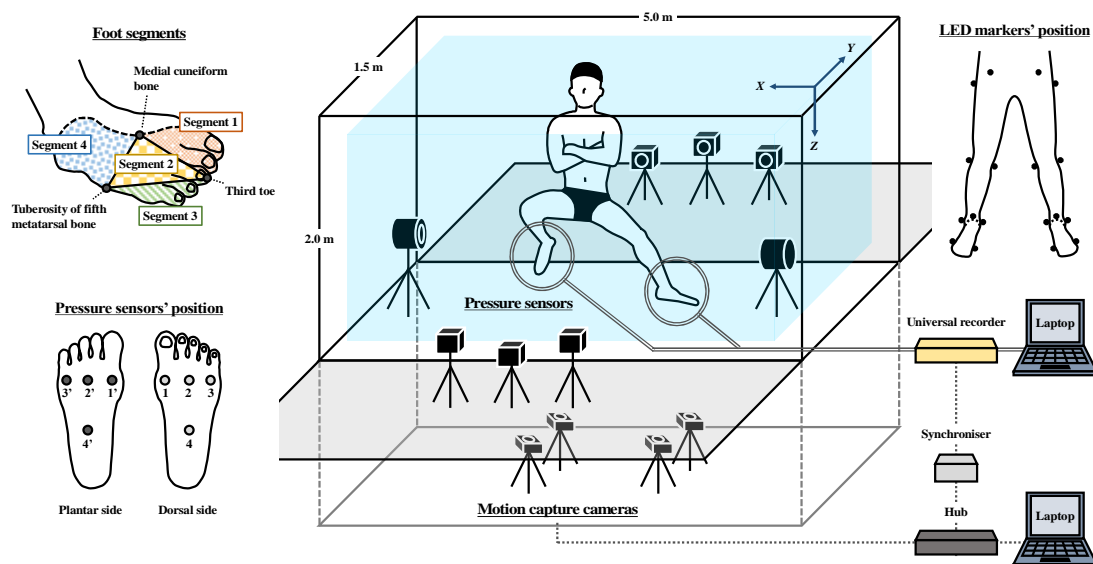 Foot segments
Medial cuneiform
bone
Segment 1
Segment 4
Segment 2
Third toe
Tuberosity of fifth
metatarsal bone
Segment 3
Pressure sensors' position
3' 2' 1'
4'
1 2 3
4
Plantar side
Dorsal side
5.0 m
1.5 m
2.0 m
X
Y
Z
Pressure sensors
Motion capture cameras
LED markers' position
Universal recorder
Laptop
Synchroniser
Hub
Laptop